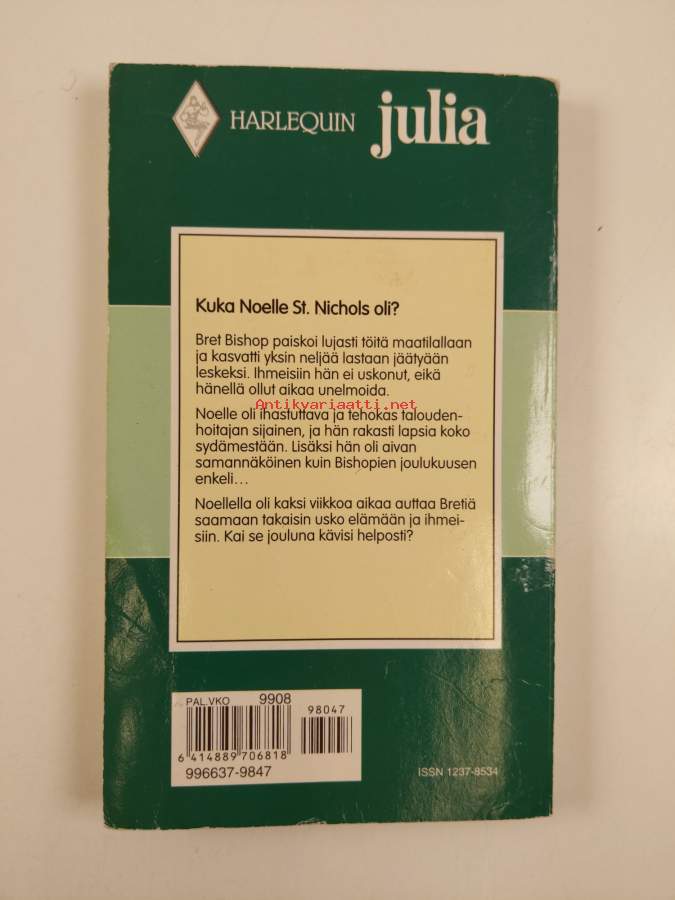 HARLEQUIN julia
Kuka Noelle St. Nichols oli?
Bret Bishop paiskoi lujasti töitä maatilallaan
ja kasvatti yksin neljää lastaan jäätyään
leskeksi. Ihmeisiin hän ei uskonut, eikä
hänellä ollut aikaa unelmoida.
Antikvariaatti.net
Noelle oli ihastuttava ja tehokas talouden-
hoitajan sijainen, ja hän rakasti lapsia koko
sydämestään. Lisäksi hän oli aivan
samannäköinen kuin Bishopien joulukuusen
enkeli...
Noellella oli kaksi viikkoa aikaa auttaa Bretiä
saamaan takaisin usko elämään ja ihmei-
siin. Kai se jouluna kävisi helposti?
PAL.VKO 9908
98047
6 414889 706818
996637-9847
ISSN 1237-8534